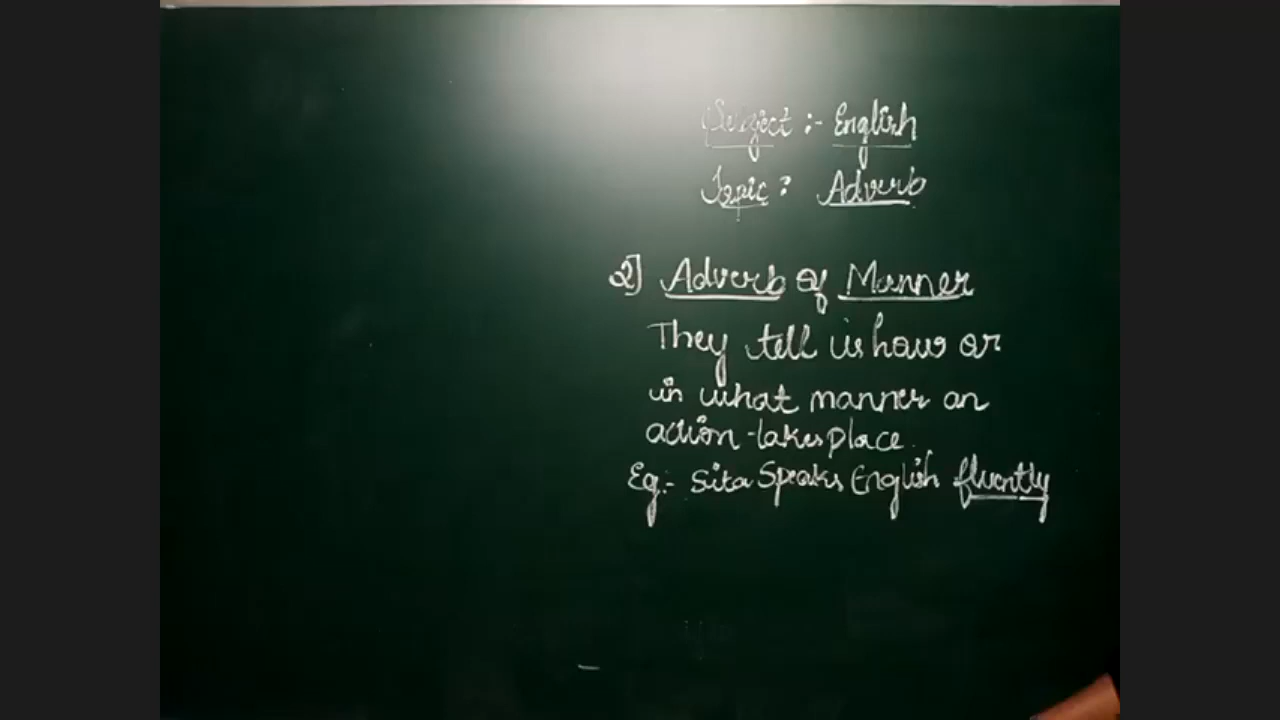 Subject :- English
Topic : Adverb
2] Adverb of Manner
They tell us how or
in what manner an
action takes place.
Eg:- Sita Speaks English fluently